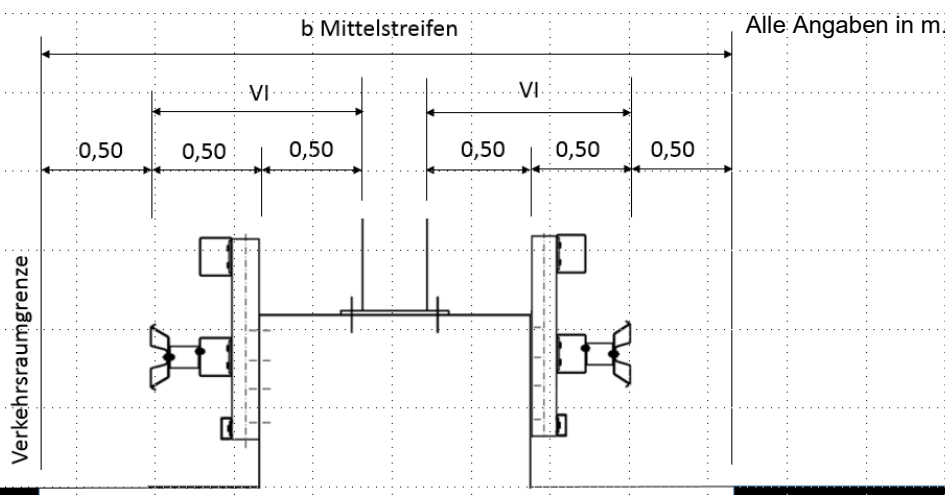 b Mittelstreifen
Alle Angaben in m.
VI
VI
0,50
0,50
0,50
0,50
0,50
0,50
Verkehrsraumgrenze